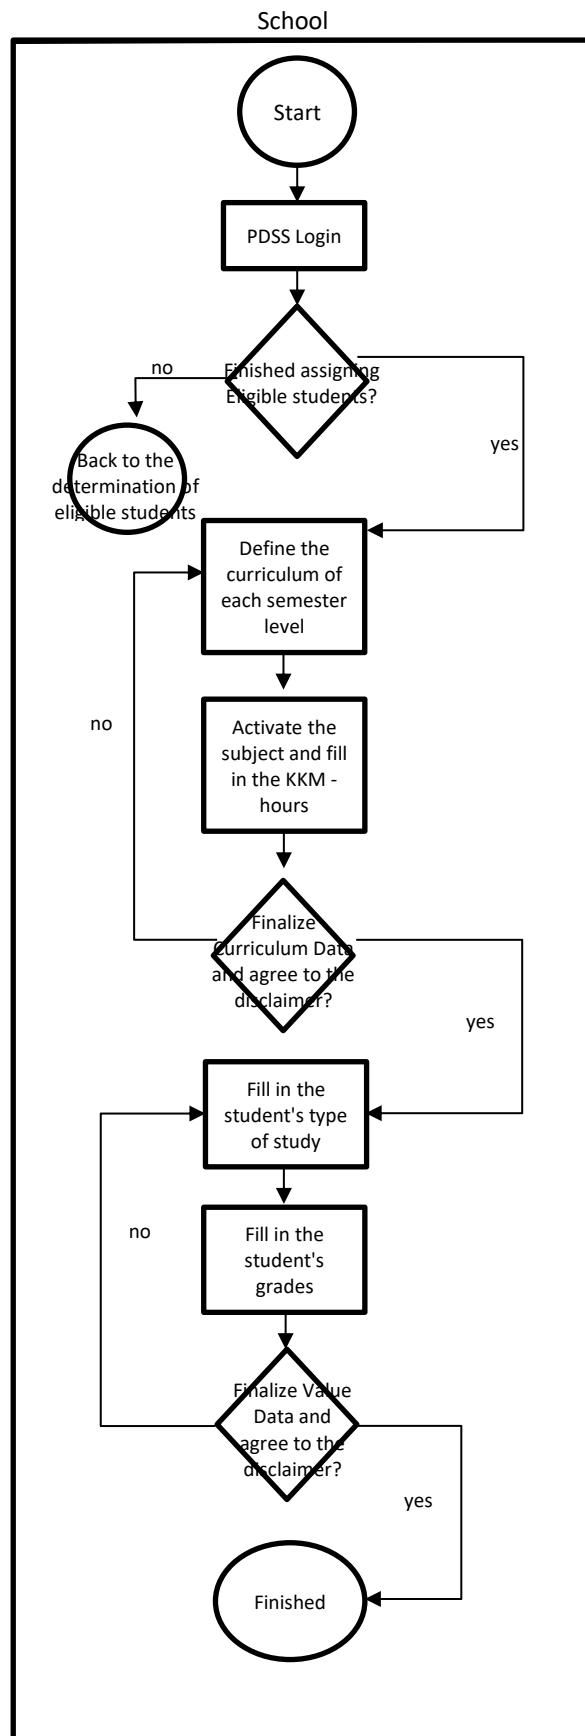 School
Start
PDSS Login
no
Finished assigning
Eligible students?
yes
Back to the
determination of
eligible students
Define the
curriculum of
each semester
level
no
Activate the
subject and fill
in the KKM -
hours
Finalize
Curriculum Data
and agree to the
disclaimer?
yes
Fill in the
student's type
of study
no
Fill in the
student's
grades
Finalize Value
Data and
agree to the
disclaimer?
yes
Finished